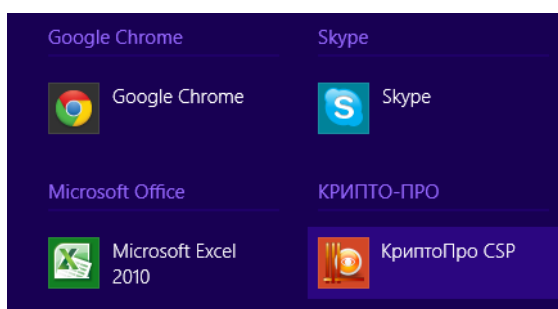 Google Chrome
Skype
Google Chrome
Skype
Microsoft Office
КРИПТО-ПРО
Microsoft Excel
2010
КриптоПро CSP